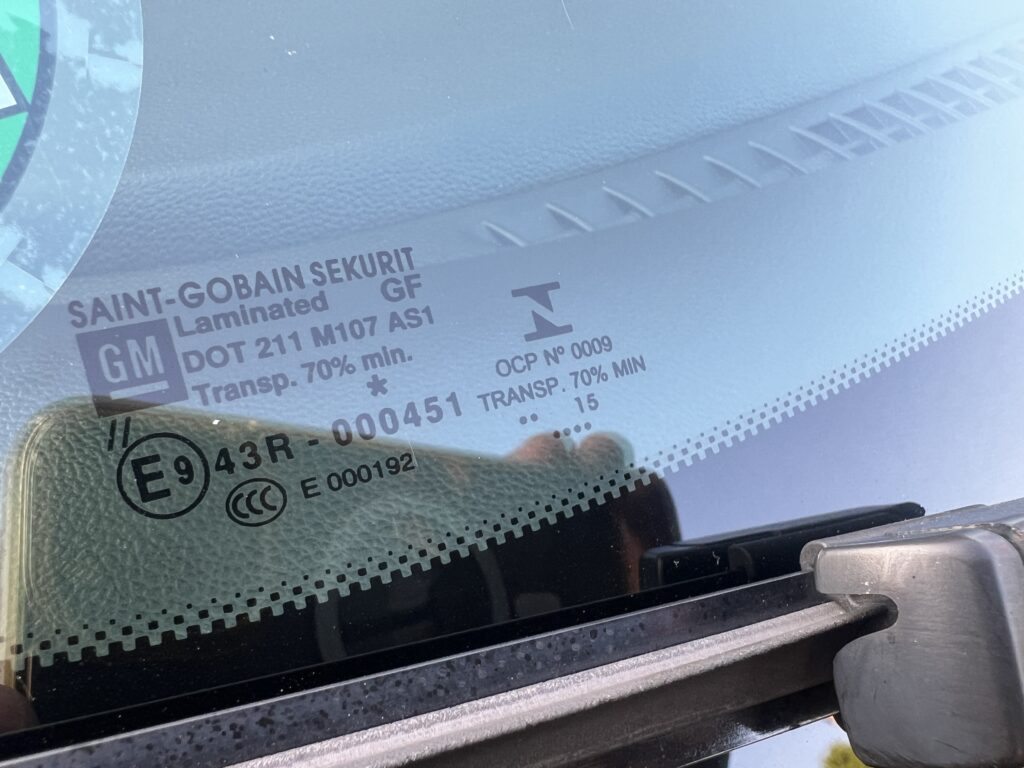 SAINT-GOBAIN SEKURIT
GM
Laminated GF
DOT 211 M107 AS1
Transp. 70% min.
*
//
E9 43R - 000451
CCC E 000192
OCP Nº 0009
TRANSP. 70% MIN
.. 15
....